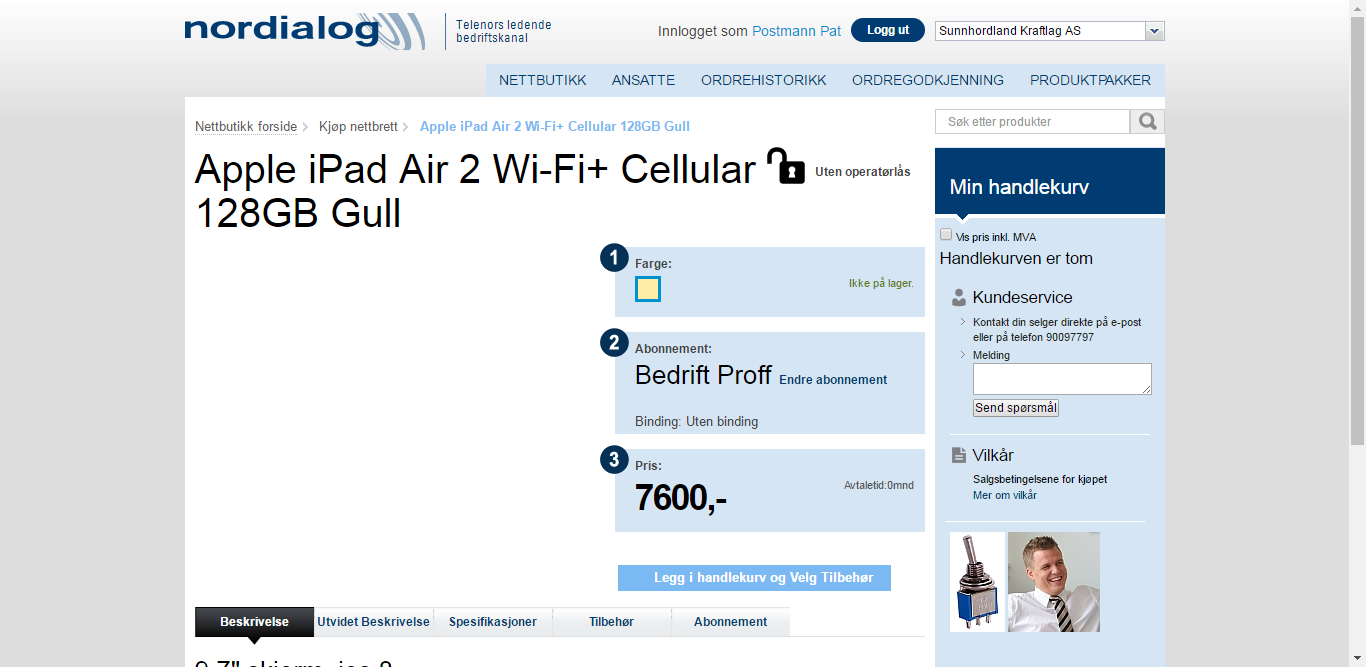 nordialog
Telenors ledende
bedriftskanal
Innlogget som Postmann Pat
Logg ut
Sunnhordland Kraftlag AS
NETTBUTIKK ANSATTE ORDREHISTORIKK ORDREGODKJENNING PRODUKTPAKKER
Nettbutikk forside Kjøp nettbrett Apple iPad Air 2 Wi-Fi+ Cellular 128GB Gull
Søk etter produkter
Apple iPad Air 2 Wi-Fi+ Cellular
128GB Gull
Uten operatørlås
1 Farge:
Ikke på lager.
2 Abonnement:
Bedrift Proff Endre abonnement
Binding: Uten binding
3 Pris:
7600,-
Avtaletid:0mnd
Legg i handlekurv og Velg Tilbehør
Beskrivelse Utvidet Beskrivelse Spesifikasjoner Tilbehør Abonnement
9,7" skjerm, ios 8
Min handlekurv
Vis pris inkl. MVA
Handlekurven er tom
Kundeservice
Kontakt din selger direkte på e-post
eller på telefon 90097797
Melding
Send spørsmål
Vilkår
Salgsbetingelsene for kjøpet
Mer om vilkår